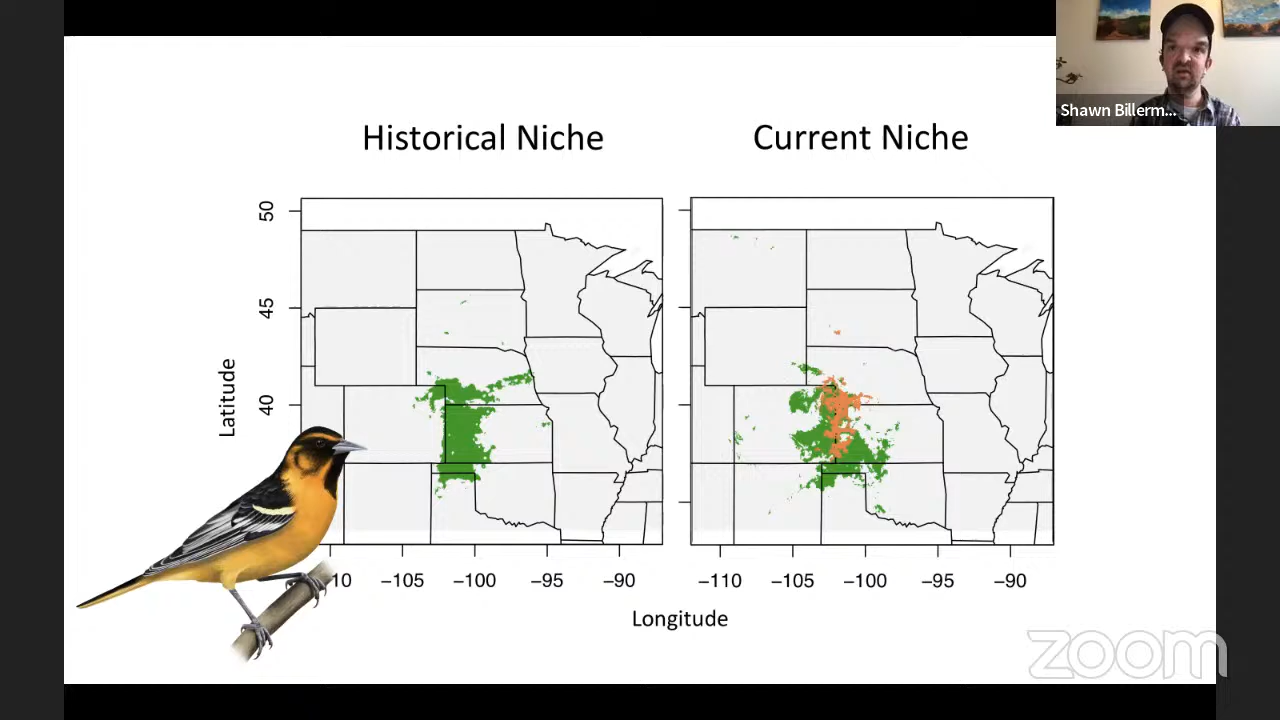 Shawn Billerm...
Historical Niche
Current Niche
50
45
40
Latitude
10 −105 −100 −95 −90
−110 −105 −100 −95 −90
Longitude
zoom